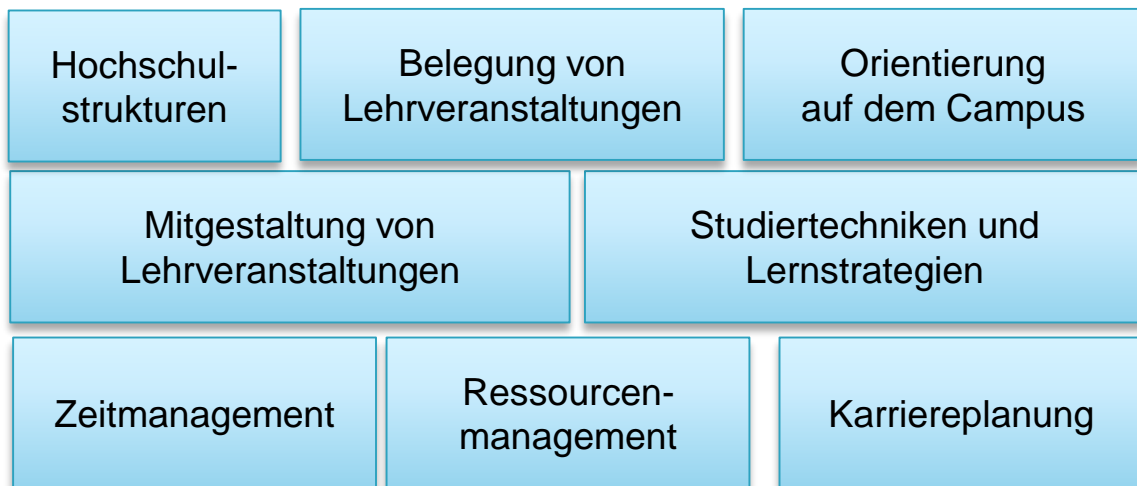 Hochschul-
strukturen
Belegung von
Lehrveranstaltungen
Orientierung
auf dem Campus
Mitgestaltung von
Lehrveranstaltungen
Studiertechniken und
Lernstrategien
Zeitmanagement
Ressourcen-
management
Karriereplanung